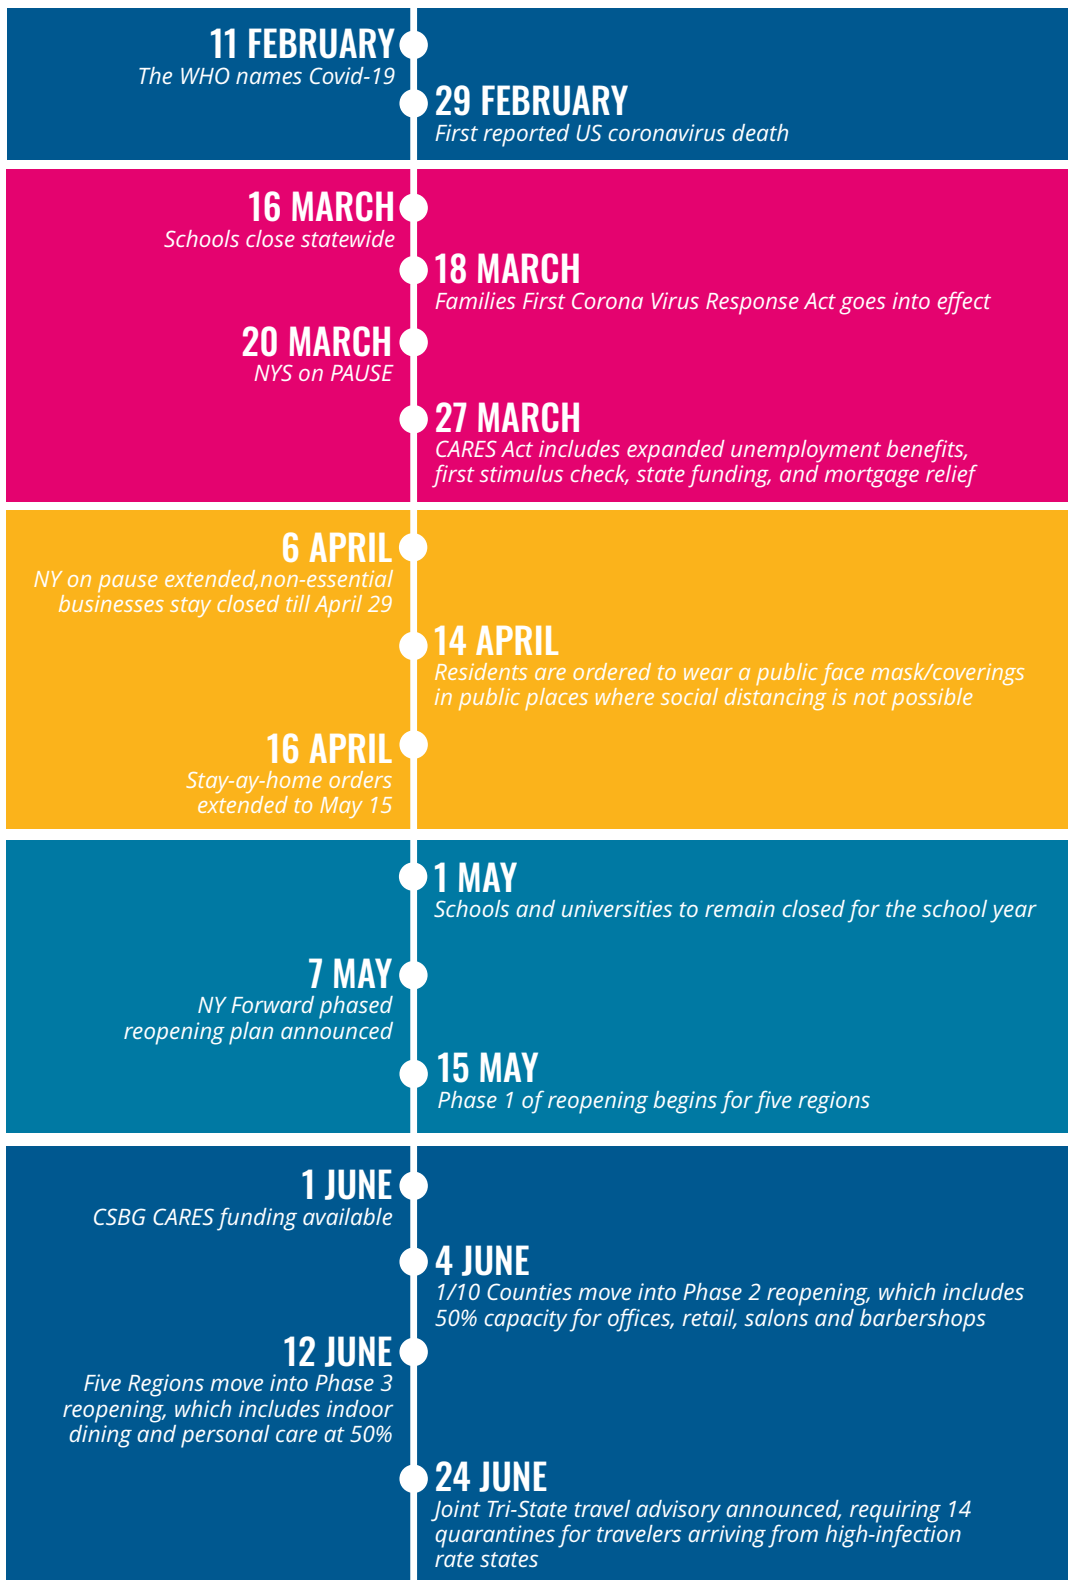 11 FEBRUARY
The WHO names Covid-19
29 FEBRUARY
First reported US coronavirus death
16 MARCH
Schools close statewide
18 MARCH
Families First Corona Virus Response Act goes into effect
20 MARCH
NYS on PAUSE
27 MARCH
CARES Act includes expanded unemployment benefits,
first stimulus check, state funding, and mortgage relief
6 APRIL
NY on pause extended,non-essential
businesses stay closed till April 29
14 APRIL
Residents are ordered to wear a public face mask/coverings
in public places where social distancing is not possible
16 APRIL
Stay-ay-home orders
extended to May 15
1 MAY
Schools and universities to remain closed for the school year
7 MAY
NY Forward phased
reopening plan announced
15 MAY
Phase 1 of reopening begins for five regions
1 JUNE
CSBG CARES funding available
4 JUNE
1/10 Counties move into Phase 2 reopening, which includes
50% capacity for offices, retail, salons and barbershops
12 JUNE
Five Regions move into Phase 3
reopening, which includes indoor
dining and personal care at 50%
24 JUNE
Joint Tri-State travel advisory announced, requiring 14
quarantines for travelers arriving from high-infection
rate states